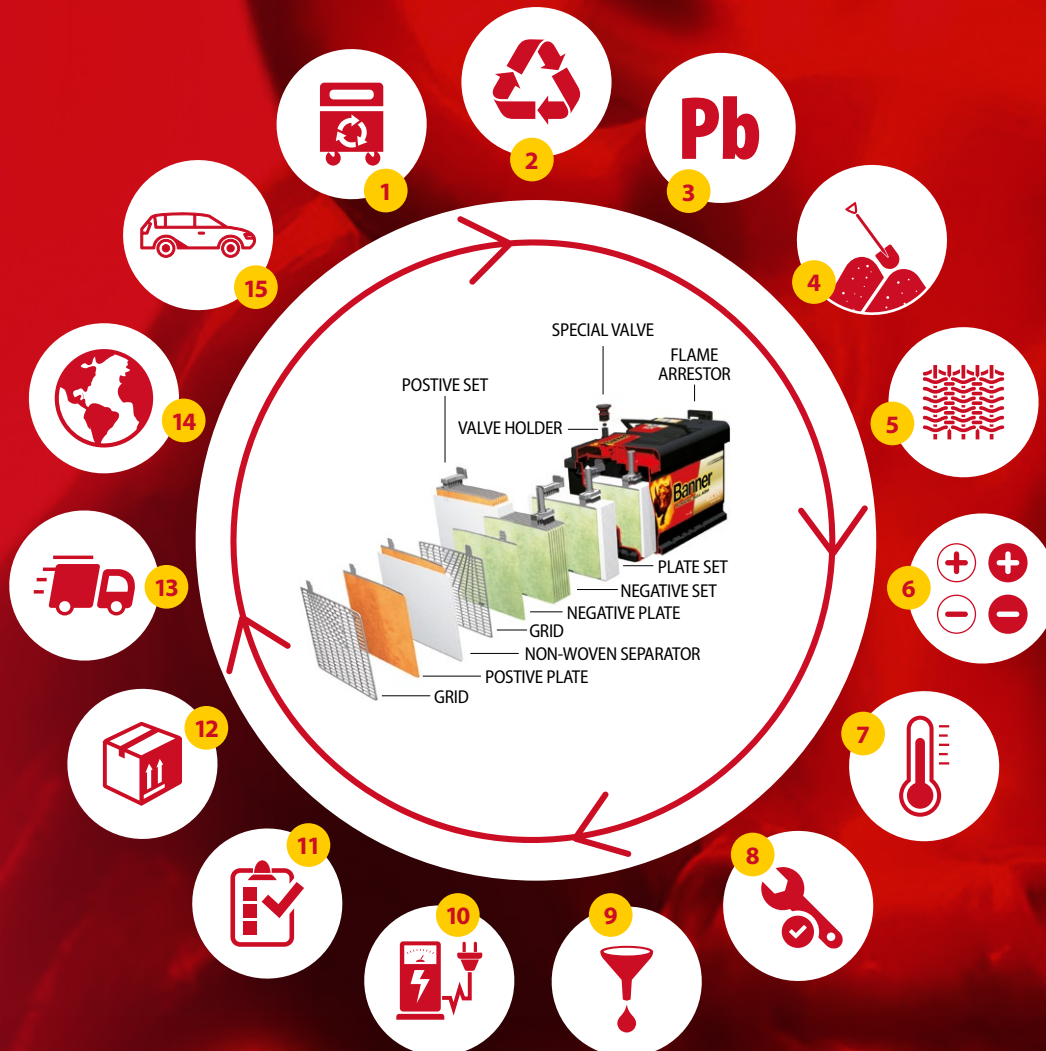 1
2
3
Pb
4
5
6
7
8
9
10
11
12
13
14
15
SPECIAL VALVE
FLAME
ARRESTOR
POSTIVE SET
VALVE HOLDER
Banner
PLATE SET
NEGATIVE SET
NEGATIVE PLATE
GRID
NON-WOVEN SEPARATOR
POSTIVE PLATE
GRID